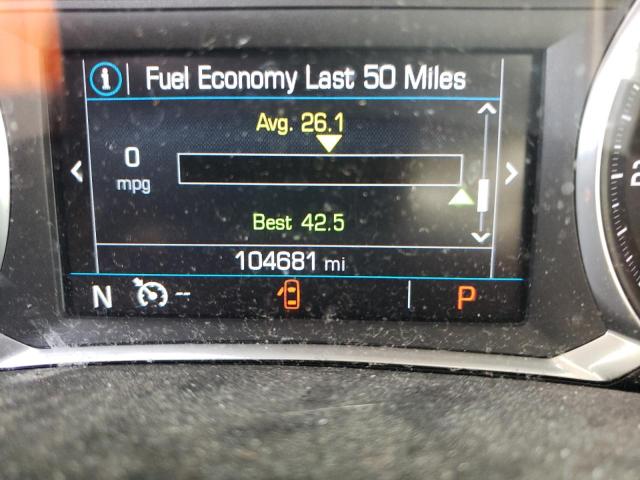 Fuel Economy Last 50 Miles
Avg. 26.1
0
mpg
Best 42.5
104681 mi
N -- P